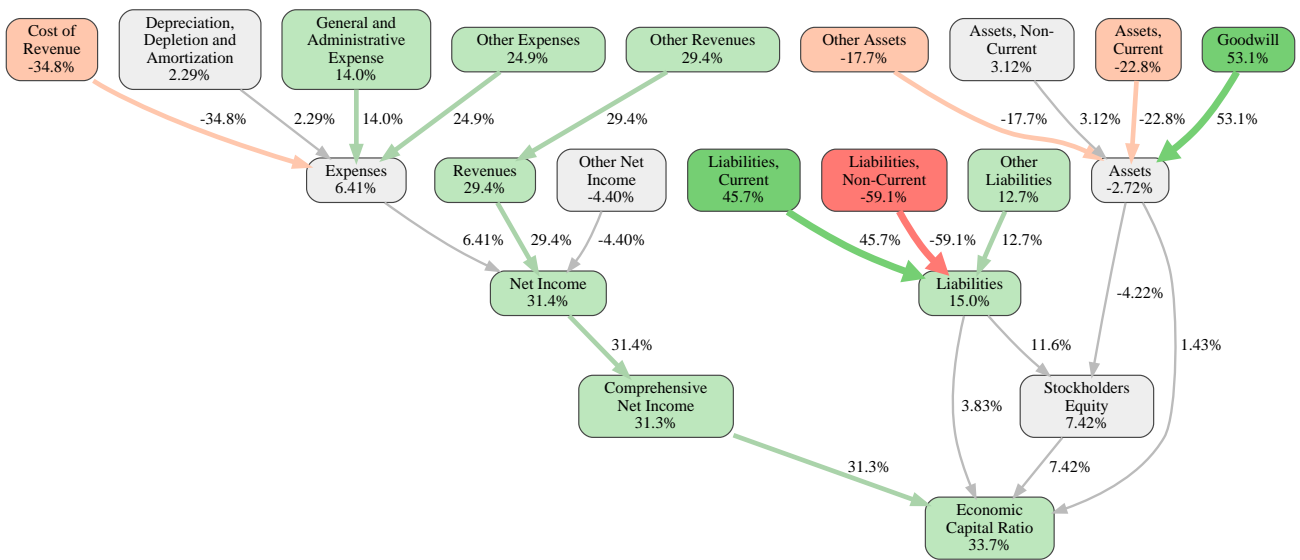 Cost of
Revenue
-34.8%
Depreciation,
Depletion and
Amortization
2.29%
General and
Administrative
Expense
14.0%
Other Expenses
24.9%
Other Revenues
29.4%
Other Assets
-17.7%
Assets, Non-
Current
3.12%
Assets,
Current
-22.8%
Goodwill
53.1%
-34.8%
2.29%
14.0%
24.9%
29.4%
-17.7%
3.12%
-22.8%
53.1%
Expenses
6.41%
Revenues
29.4%
Other Net
Income
-4.40%
Liabilities,
Current
45.7%
Liabilities,
Non-Current
-59.1%
Other
Liabilities
12.7%
Assets
-2.72%
6.41%
29.4%
-4.40%
45.7%
-59.1%
12.7%
Net Income
31.4%
Liabilities
15.0%
-4.22%
31.4%
11.6%
1.43%
Comprehensive
Net Income
31.3%
3.83%
Stockholders
Equity
7.42%
31.3%
7.42%
Economic
Capital Ratio
33.7%